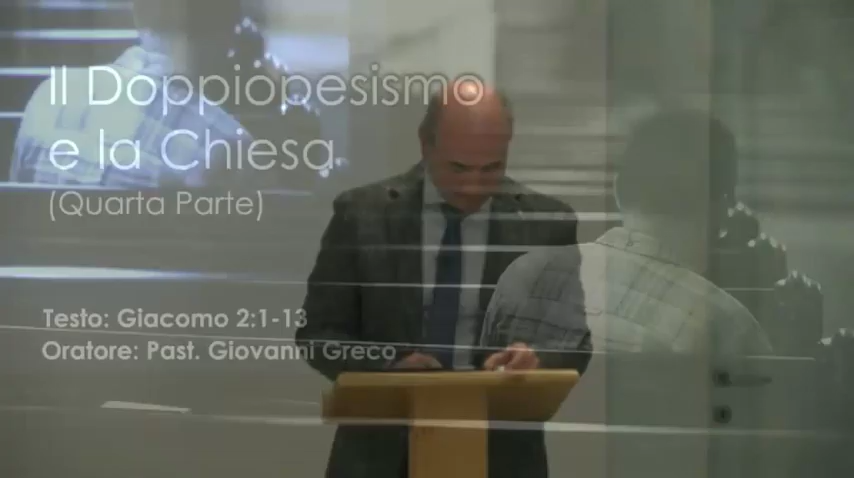 Il Doppiopesismo
e la Chiesa
(Quarta Parte)
Testo: Giacomo 2:1-13
Oratore: Past. Giovanni Greco